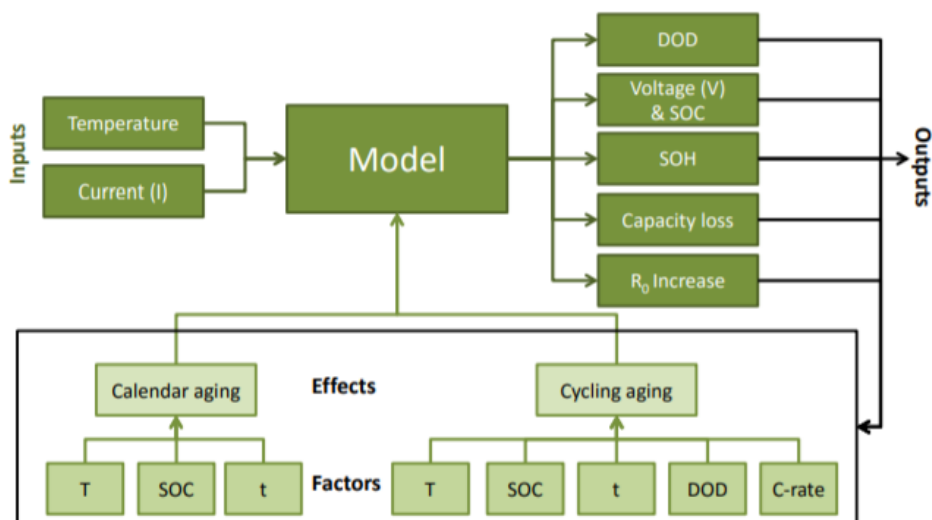 DOD
Voltage (V)
& SOC
Inputs
Temperature
Model
Outputs
SOH
Current (I)
Capacity loss
R₀ Increase
Calendar aging
Effects
Cycling aging
T
SOC
t
Factors
T
SOC
t
DOD
C-rate